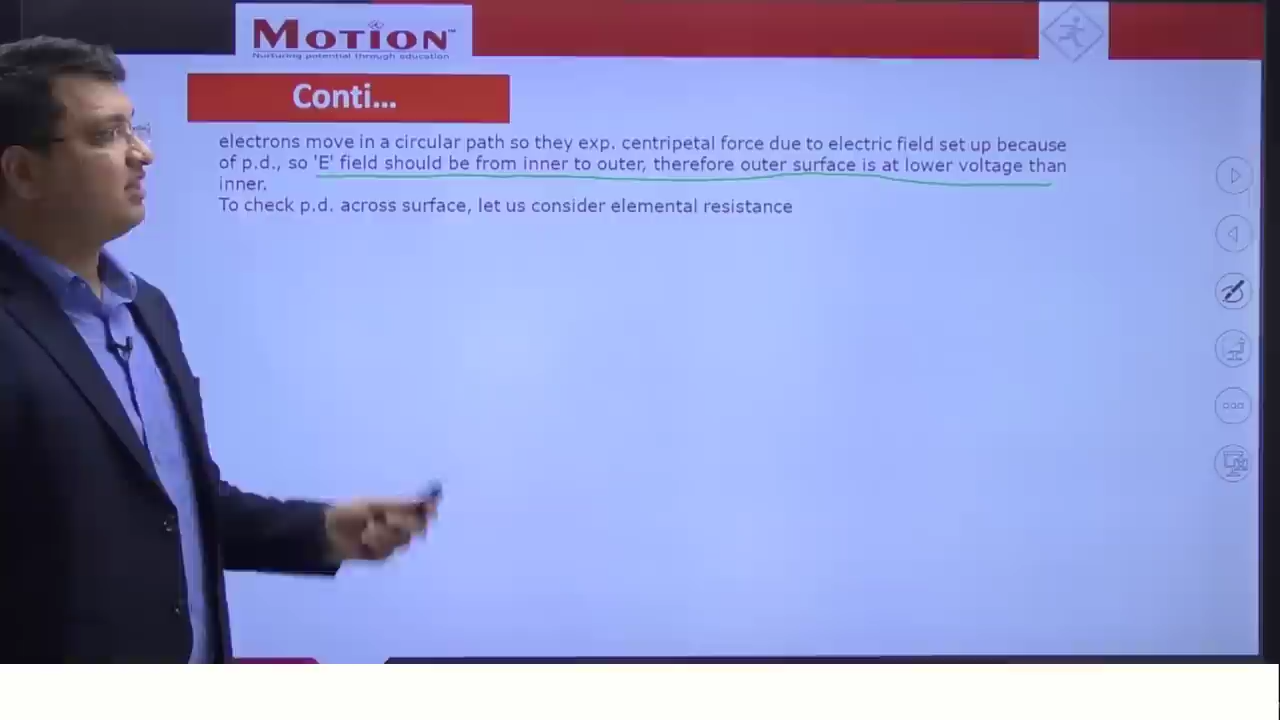 MOTION™
Nurturing potential through education
Conti...
electrons move in a circular path so they exp. centripetal force due to electric field set up because
of p.d., so 'E' field should be from inner to outer, therefore outer surface is at lower voltage than
inner.
To check p.d. across surface, let us consider elemental resistance